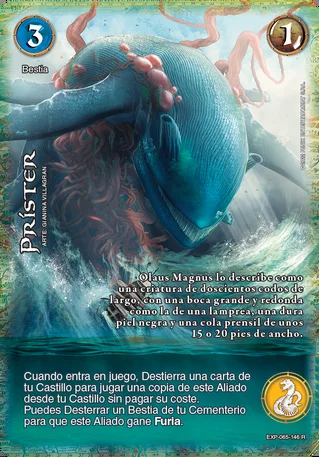 3
1
Bestia
PRÍSTER
ARTE: GIANINA VILLAGRAN
Olaus Magnus lo describe como
una criatura de doscientos codos de
largo, con una boca grande y redonda
como la de una lamprea, una dura
piel negra y una cola prensil de unos
15 o 20 pies de ancho.
Cuando entra en juego, Destierra una carta de
tu Castillo para jugar una copia de este Aliado
desde tu Castillo sin pagar su coste.
Puedes Desterrar un Bestia de tu Cementerio
para que este Aliado gane Furia.
EXP-065-146 R